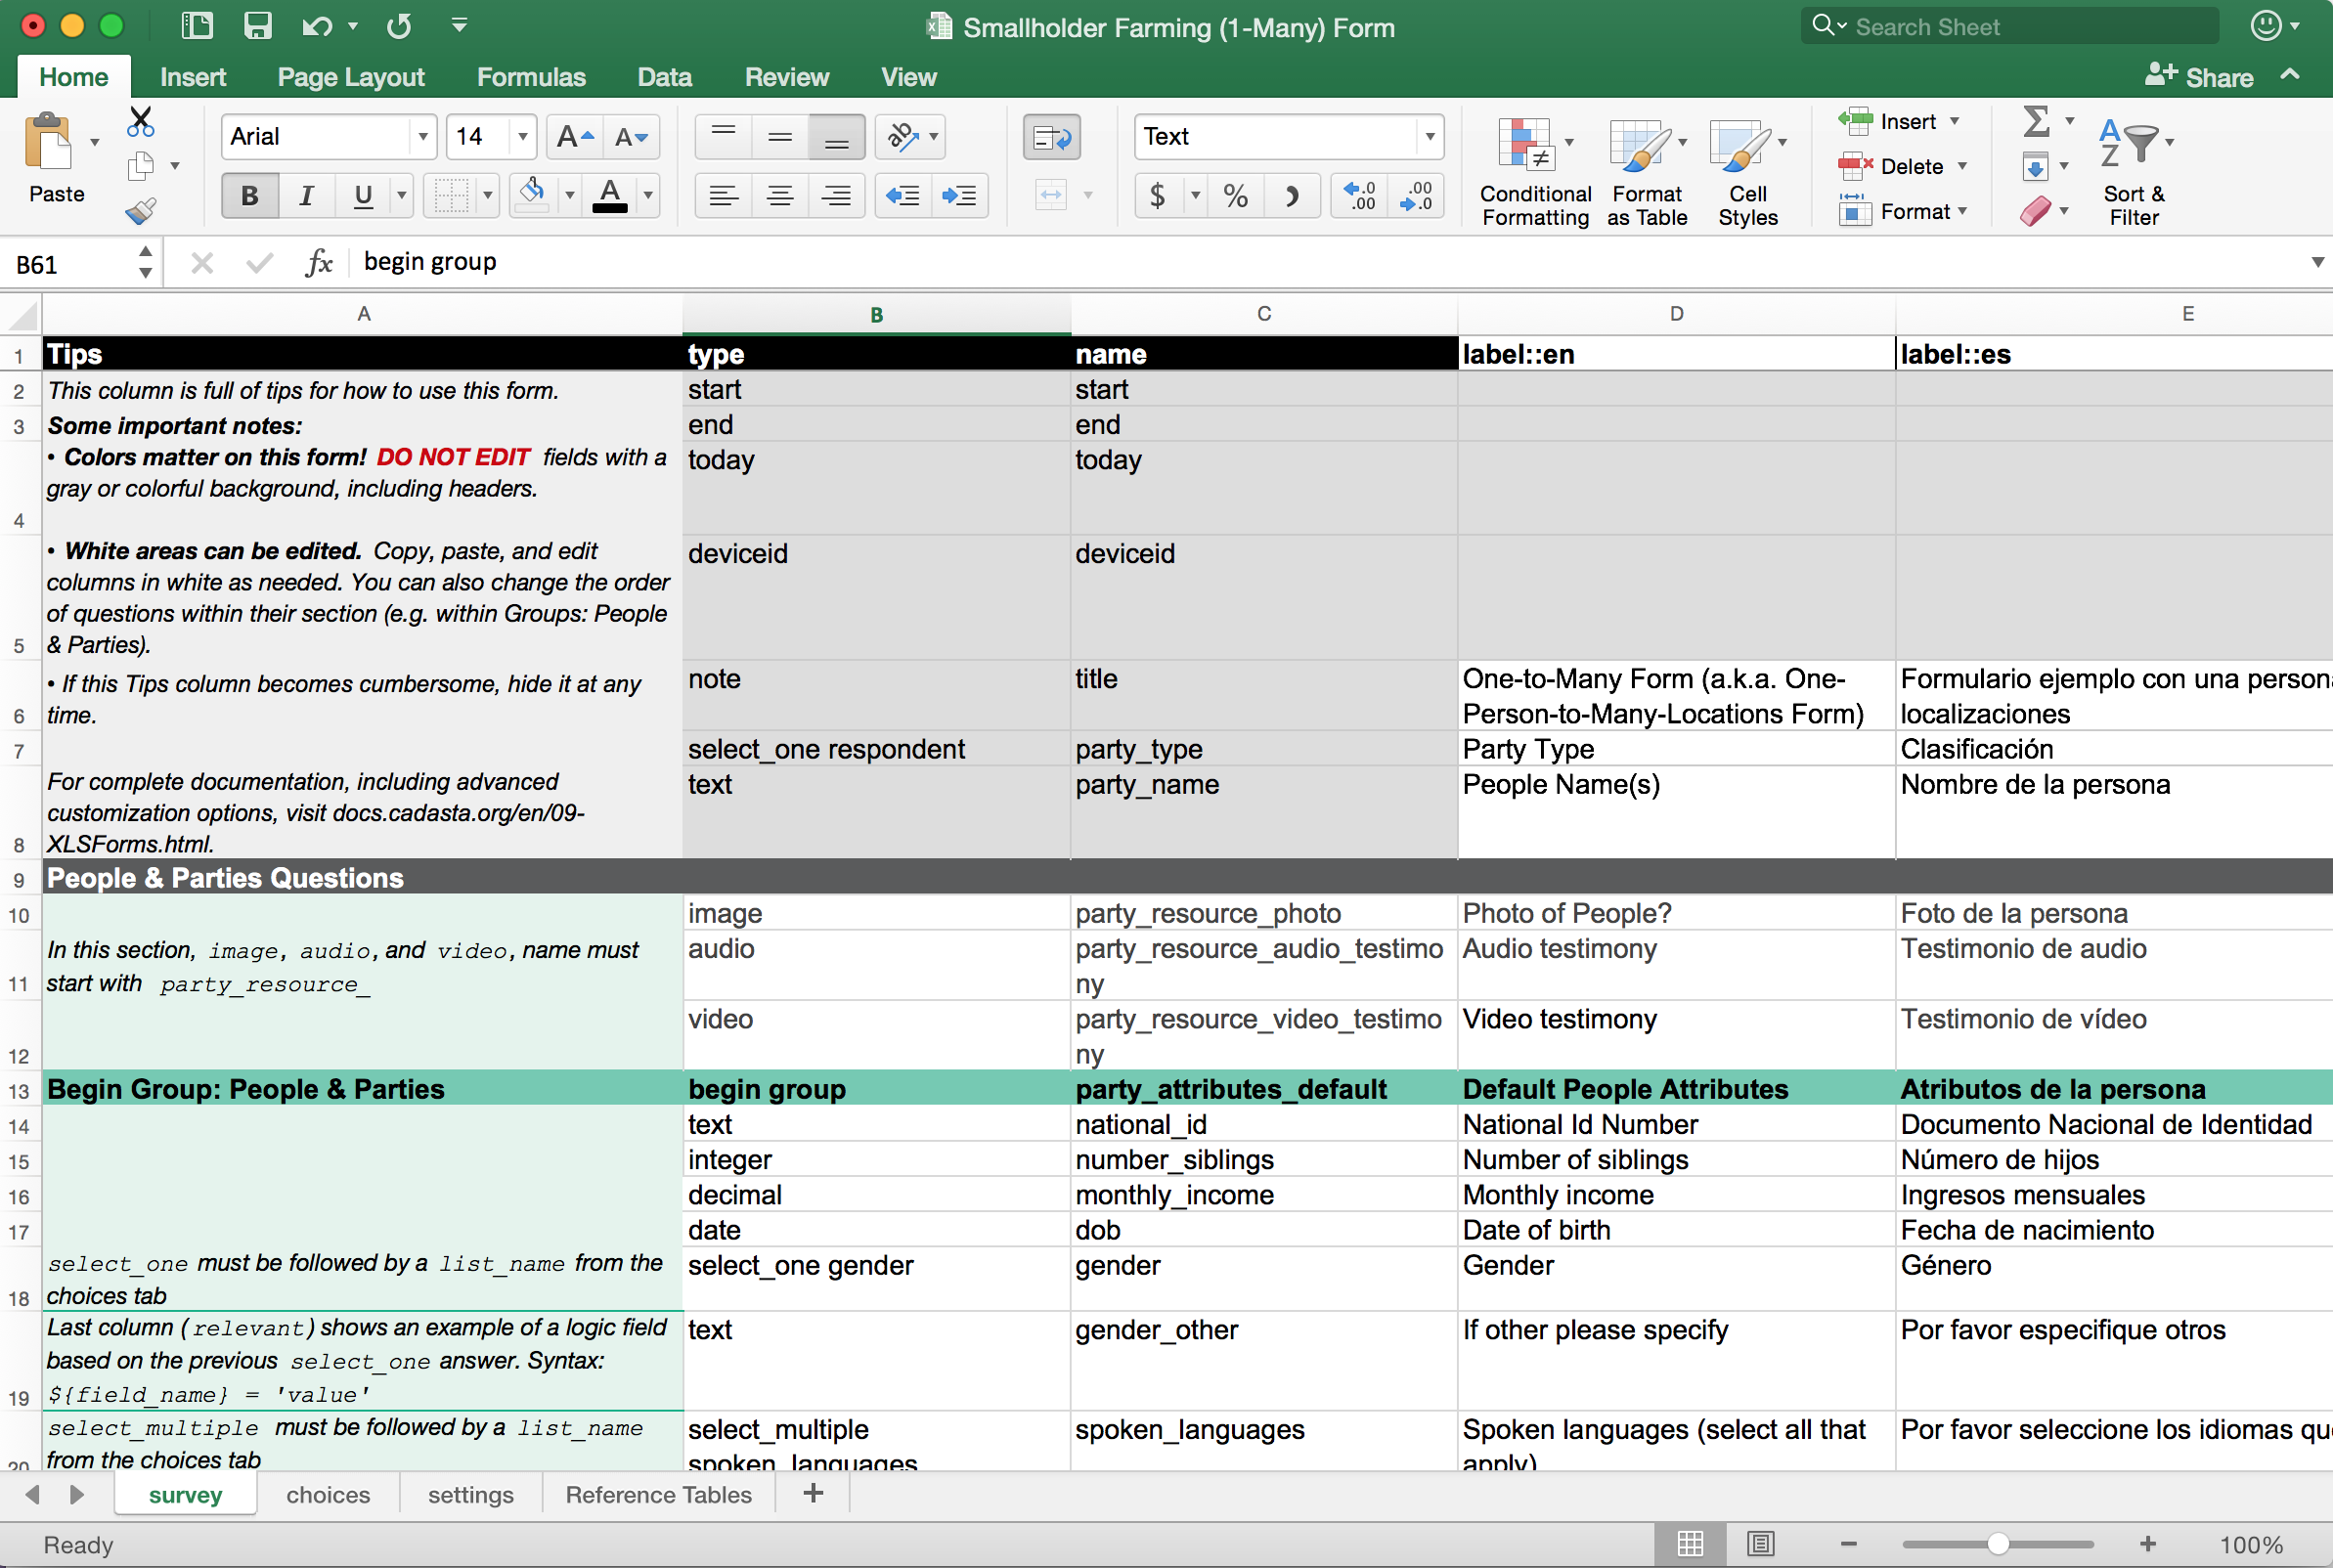 Smallholder Farming (1-Many) Form
Search Sheet
Home Insert Page Layout Formulas Data Review View
Share
Paste
Arial 14
B I U
Text
$ % 
Conditional Formatting
Format as Table
Cell Styles
Insert
Delete
Format
Sort & Filter
B61 fx begin group
A B C D E
1 Tips type name label::en label::es
2 This column is full of tips for how to use this form. start start
3 Some important notes: end end
4 • Colors matter on this form! DO NOT EDIT fields with a today today
gray or colorful background, including headers.
5 • White areas can be edited. Copy, paste, and edit deviceid deviceid
columns in white as needed. You can also change the order
of questions within their section (e.g. within Groups: People
& Parties).
6 • If this Tips column becomes cumbersome, hide it at any note title One-to-Many Form (a.k.a. One- Formulario ejemplo con una person
time. Person-to-Many-Locations Form) localizaciones
7 select_one respondent party_type Party Type Clasificación
8 For complete documentation, including advanced text party_name People Name(s) Nombre de la persona
customization options, visit docs.cadasta.org/en/09-
XLSForms.html.
9 People & Parties Questions
10 image party_resource_photo Photo of People? Foto de la persona
11 In this section, image, audio, and video, name must audio party_resource_audio_testimo Audio testimony Testimonio de audio
start with party_resource_ ny
12 video party_resource_video_testimo Video testimony Testimonio de vídeo
ny
13 Begin Group: People & Parties begin group party_attributes_default Default People Attributes Atributos de la persona
14 text national_id National Id Number Documento Nacional de Identidad
15 integer number_siblings Number of siblings Número de hijos
16 decimal monthly_income Monthly income Ingresos mensuales
17 date dob Date of birth Fecha de nacimiento
18 select_one must be followed by a list_name from the select_one gender gender Gender Género
choices tab
19 Last column (relevant) shows an example of a logic field text gender_other If other please specify Por favor especifique otros
based on the previous select_one answer. Syntax:
${field_name} = 'value'
20 select_multiple must be followed by a list_name select_multiple spoken_languages Spoken languages (select all that Por favor seleccione los idiomas qu
from the choices tab spoken_languages apply)
survey choices settings Reference Tables +
Ready 100%